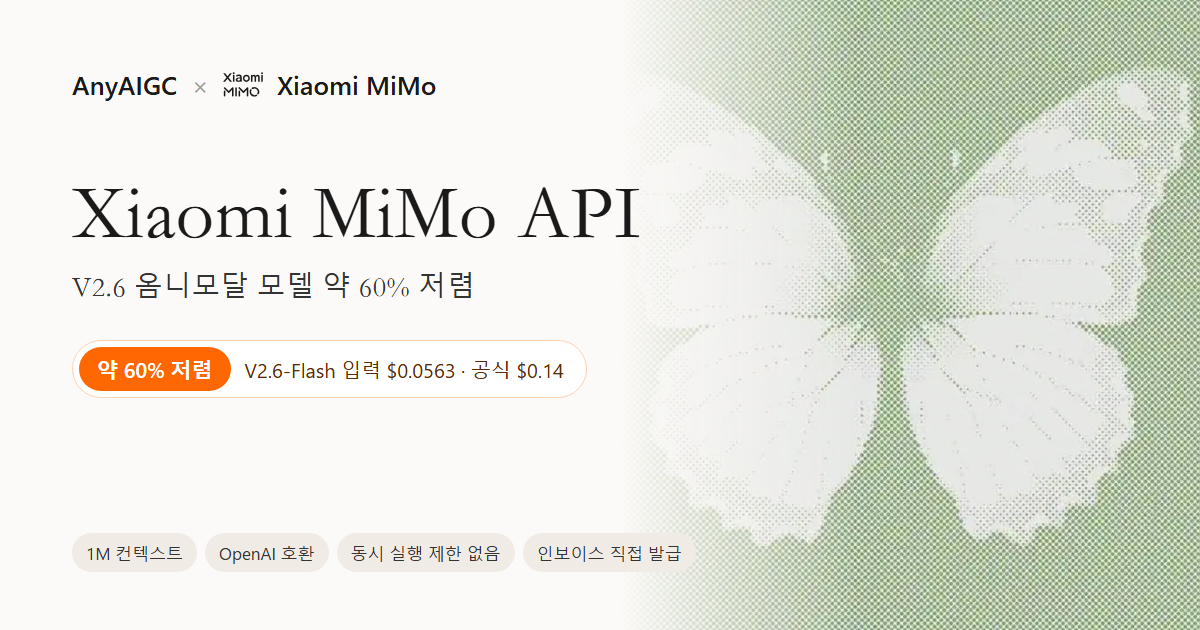 AnyAIGC × Xiaomi MIMO Xiaomi MiMo
Xiaomi MiMo API
V2.6 옴니모달 모델 약 60% 저렴
약 60% 저렴 V2.6-Flash 입력 $0.0563 · 공식 $0.14
1M 컨텍스트 OpenAI 호환 동시 실행 제한 없음 인보이스 직접 발급